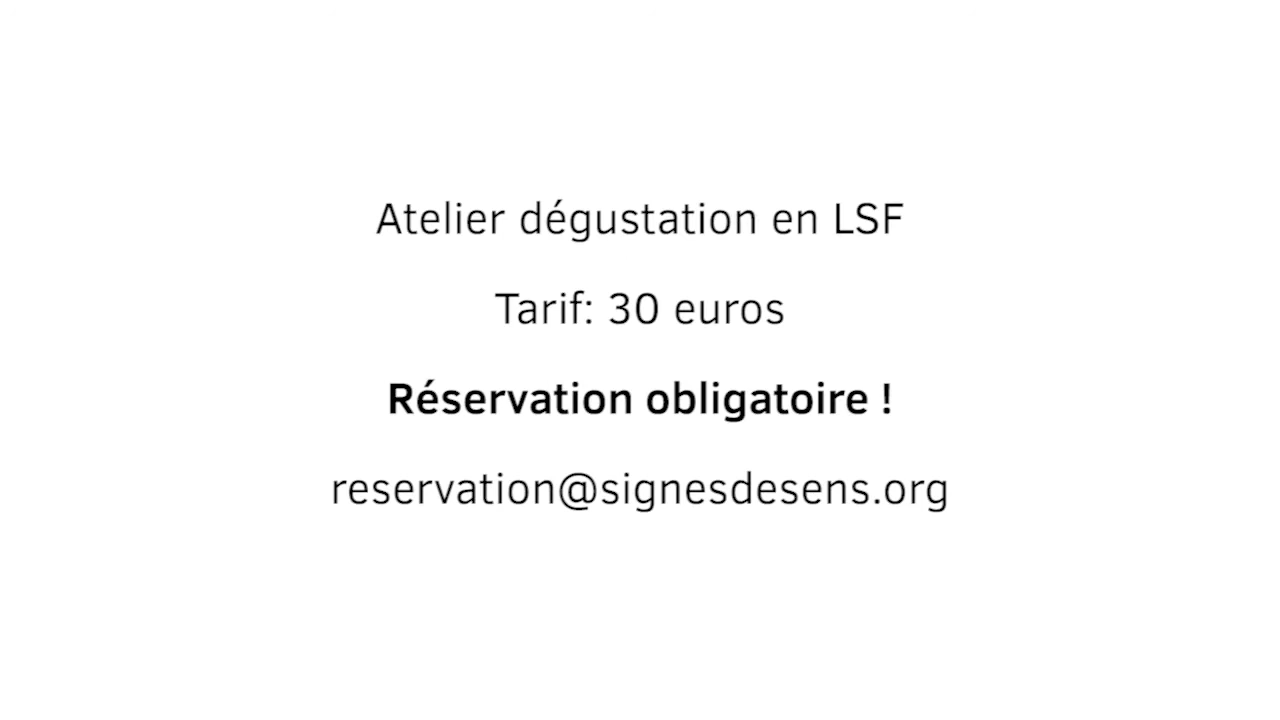 Atelier dégustation en LSF
Tarif: 30 euros
Réservation obligatoire !
reservation@signesdesens.org